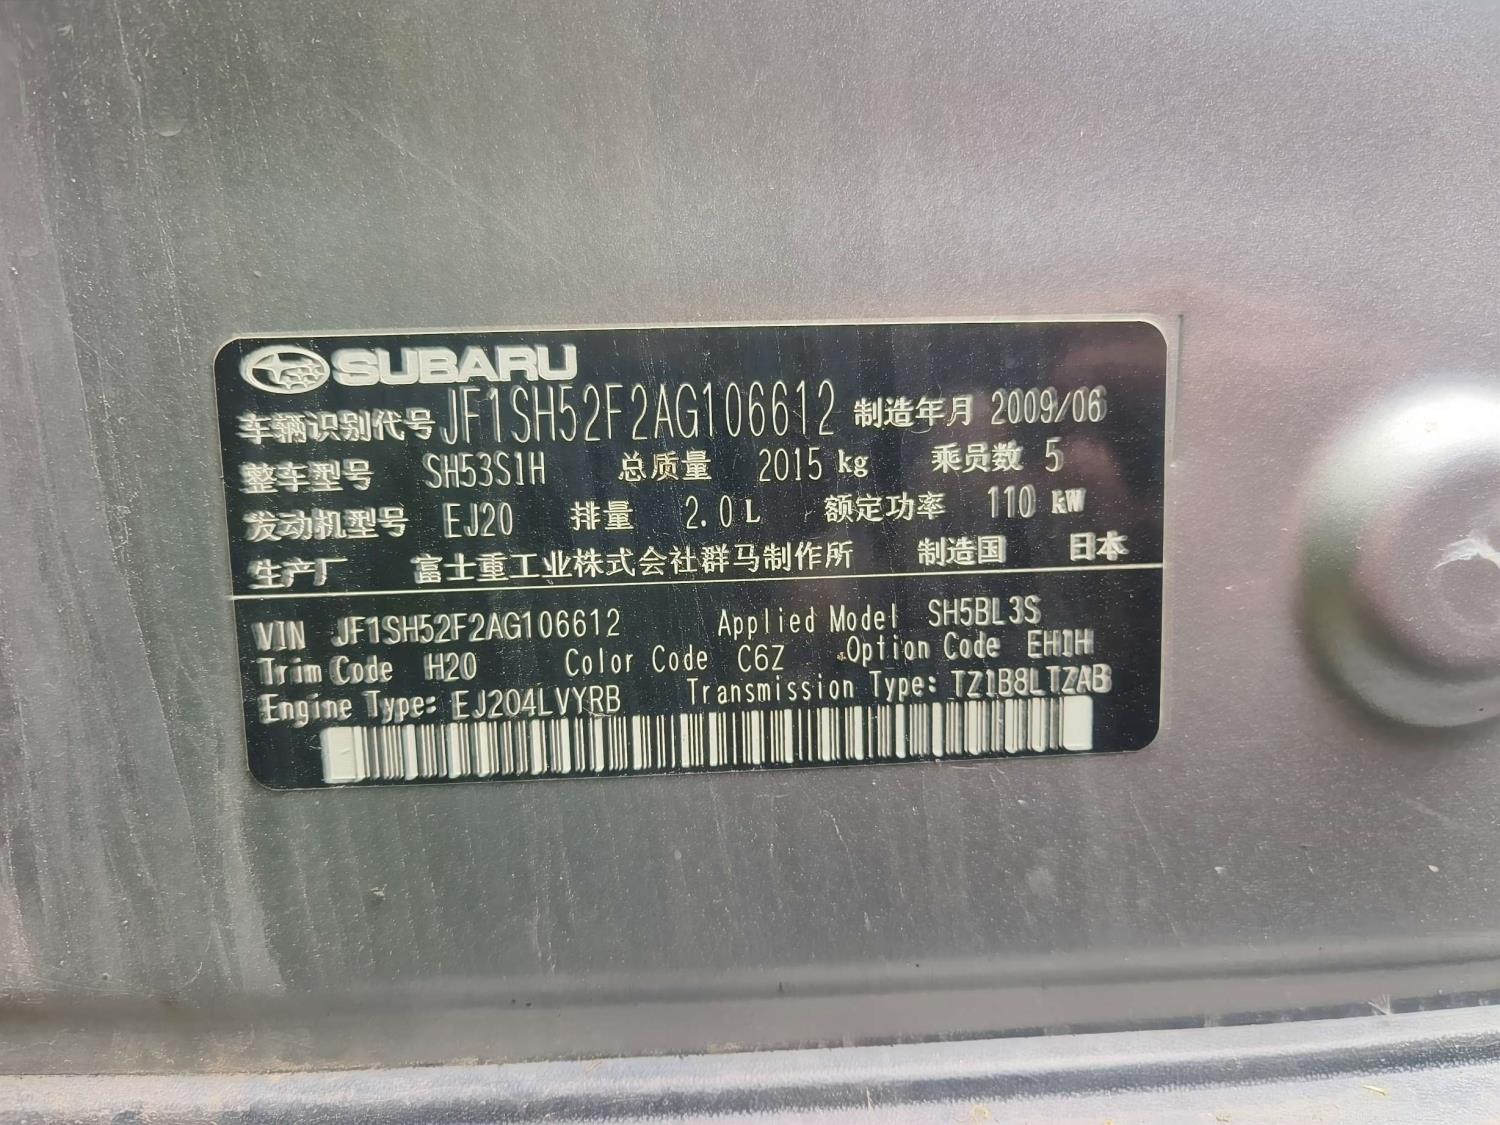 SUBARU
车辆识别代号 JF1SH52F2AG106612 制造年月 2009/06
整车型号 SH53S1H 总质量 2015 kg 乘员数 5
发动机型号 EJ20 排量 2.0 L 额定功率 110 kW
生产厂 富士重工业株式会社群马制作所 制造国 日本
VIN JF1SH52F2AG106612 Applied Model SH5BL3S
Trim Code H20 Color Code C6Z Option Code EH1H
Engine Type: EJ204LVYRB Transmission Type: TZ1B8LTZAB